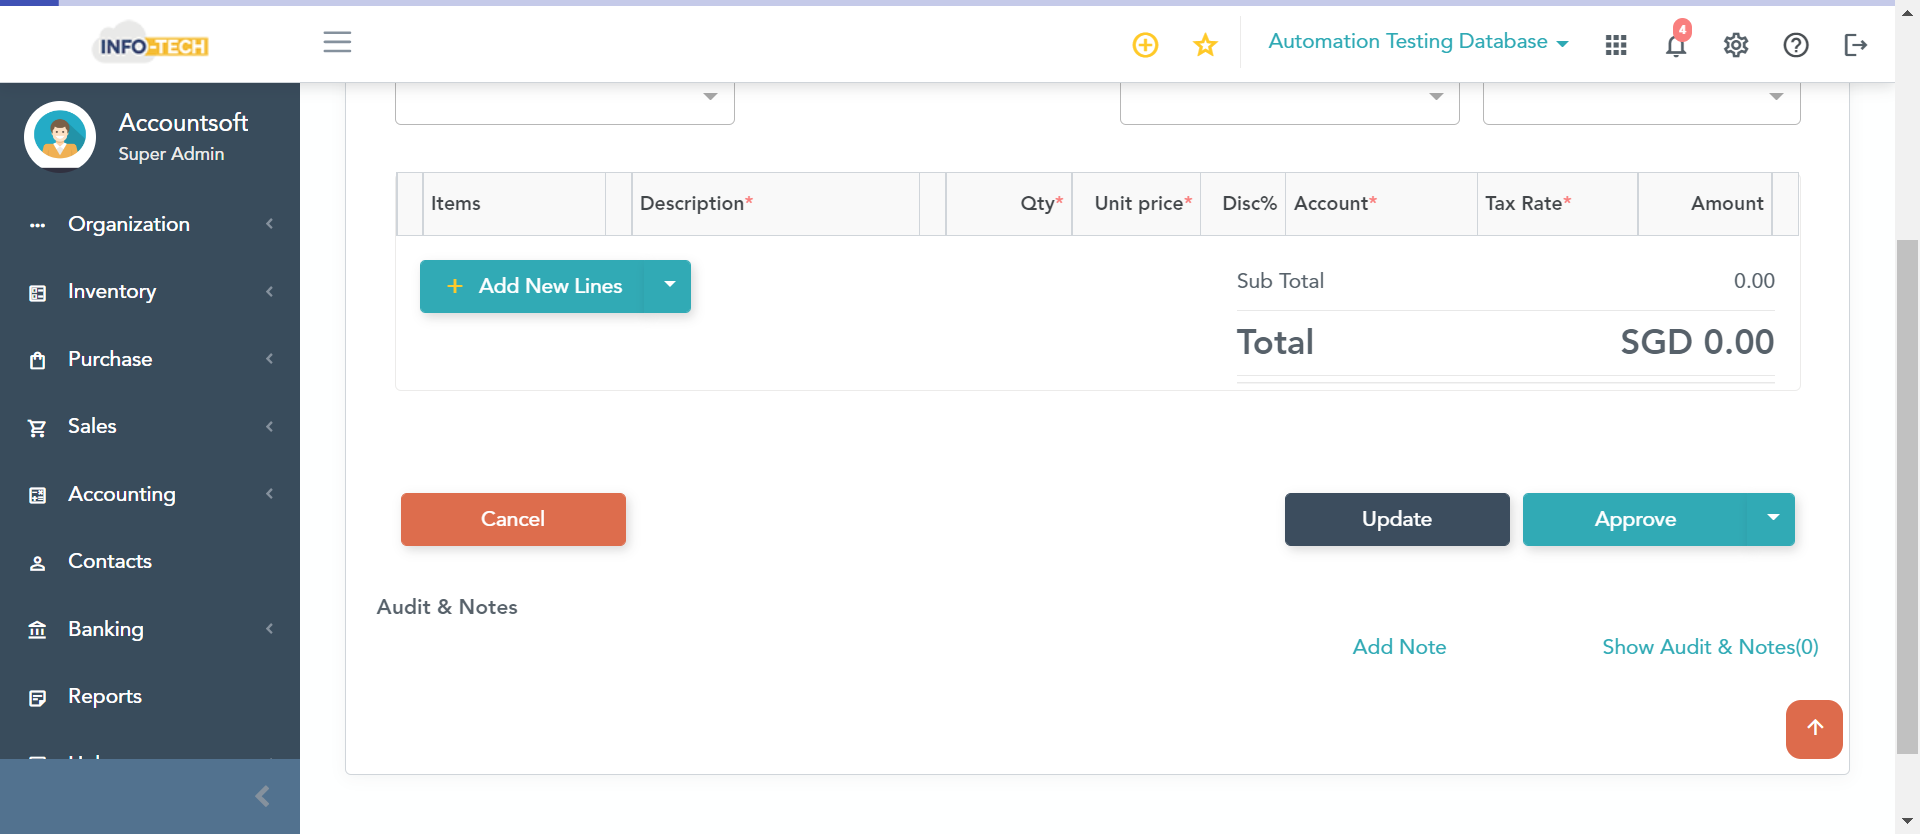 INFO-TECH
Automation Testing Database
4
Accountsoft
Super Admin
Organization
Inventory
Purchase
Sales
Accounting
Contacts
Banking
Reports
Items Description* Qty* Unit price* Disc% Account* Tax Rate* Amount
+ Add New Lines
Sub Total 0.00
Total SGD 0.00
Cancel
Update
Approve
Audit & Notes
Add Note
Show Audit & Notes(0)